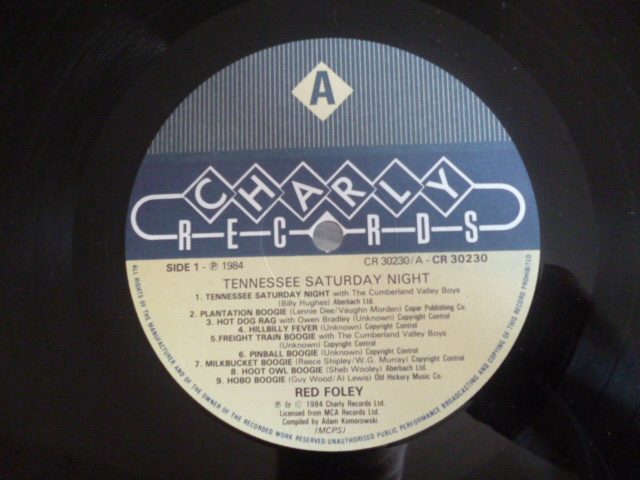 A
CHARLY
RECORDS
SIDE 1 - ℗ 1984
CR 30230/A - CR 30230
TENNESSEE SATURDAY NIGHT
1. TENNESSEE SATURDAY NIGHT with The Cumberland Valley Boys
(Billy Hughes) Aberbach Ltd.
2. PLANTATION BOOGIE (Lennie Dee/Vaughn Morden) Copar Publishing Co.
3. HOT DOG RAG with Owen Bradley (Unknown) Copyright Control
4. HILLBILLY FEVER (Unknown) Copyright Control
5.FREIGHT TRAIN BOOGIE with The Cumberland Valley Boys
(Unknown) Copyright Control
6. PINBALL BOOGIE (Unknown) Copyright Control
7. MILKBUCKET BOOGIE (Reece Shipley/W.G. Murray) Copyright Control
8. HOOT OWL BOOGIE (Sheb Wooley) Aberbach Ltd.
9. HOBO BOOGIE (Guy Wood/Al Lewis) Old Hickory Music Co.
RED FOLEY
℗ & © 1984 Charly Records Ltd.
Licensed from MCA Records Ltd.
Compiled by Adam Komorowski
(MCPS)
ALL RIGHTS OF THE MANUFACTURER AND OF THE OWNER OF THE RECORDED WORK RESERVED UNAUTHORISED PUBLIC PERFORMANCE BROADCASTING AND COPYING OF THIS RECORD PROHIBITED